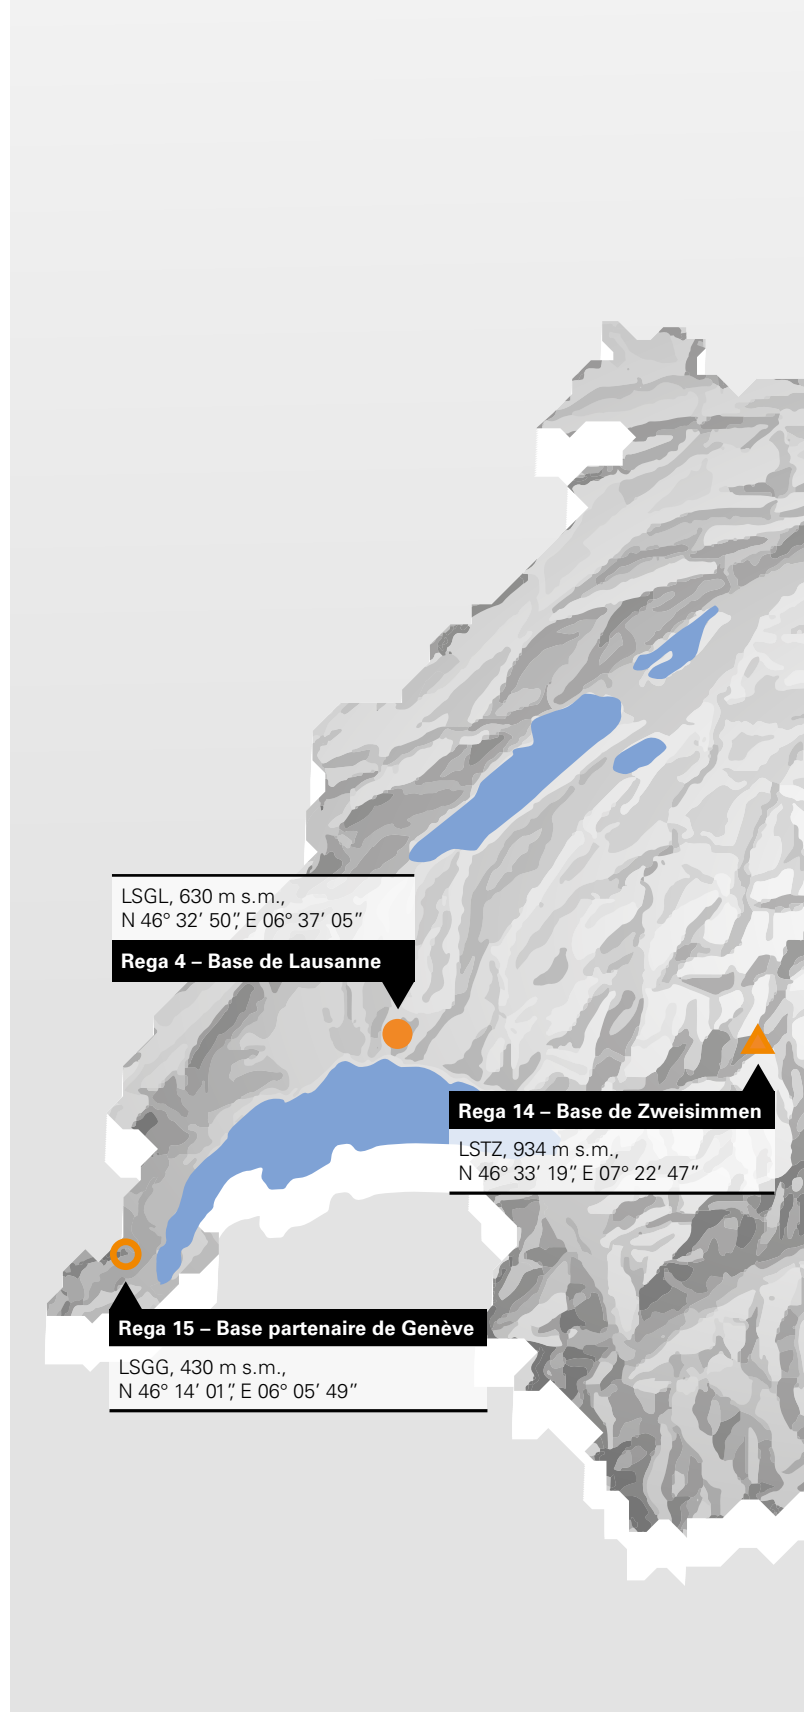 LSGL, 630 m s.m.,
N 46° 32’ 50”, E 06° 37’ 05”
Rega 4 – Base de Lausanne
Rega 14 – Base de Zweisimmen
LSTZ, 934 m s.m.,
N 46° 33’ 19”, E 07° 22’ 47”
Rega 15 – Base partenaire de Genève
LSGG, 430 m s.m.,
N 46° 14’ 01”, E 06° 05’ 49”